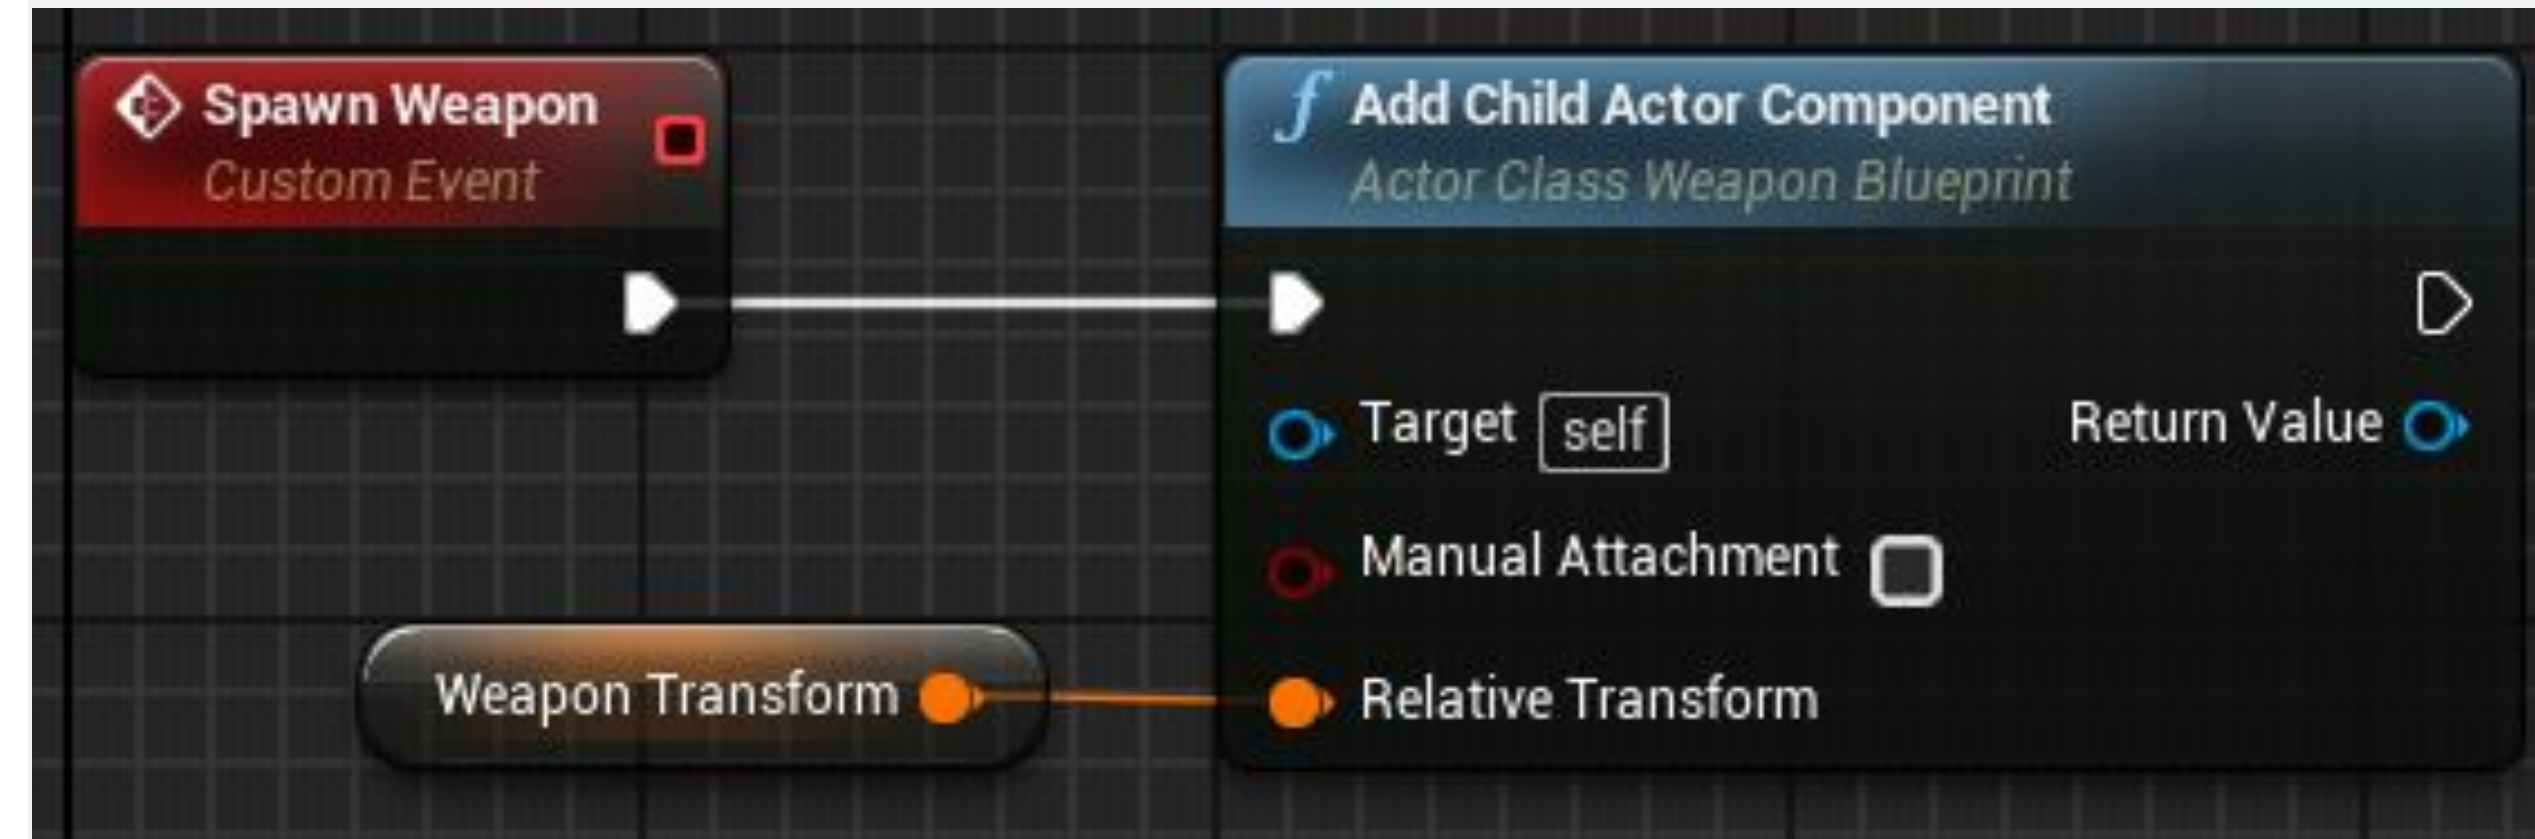 Spawn Weapon
Custom Event
Add Child Actor Component
Actor Class Weapon Blueprint
Target self
Return Value
Manual Attachment
Weapon Transform
Relative Transform